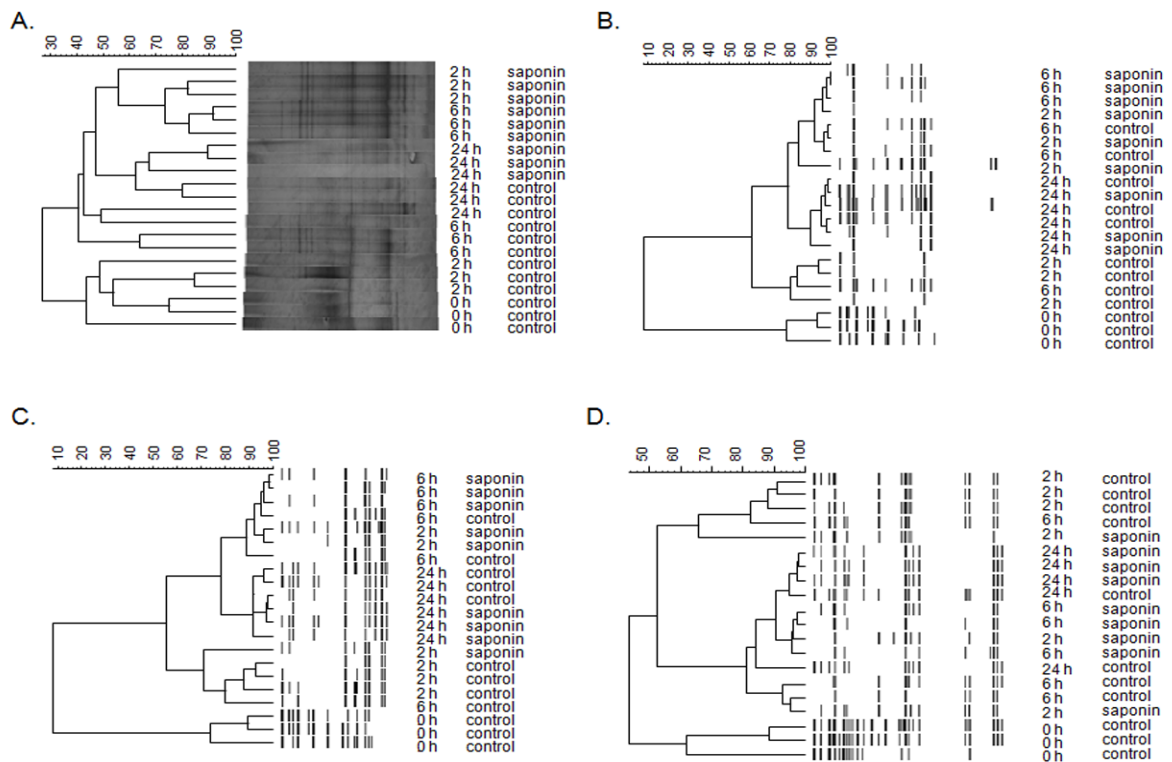 A.
30 40 50 60 70 80 90 100
2 h saponin
2 h saponin
2 h saponin
6 h saponin
6 h saponin
6 h saponin
24 h saponin
24 h saponin
24 h saponin
24 h control
24 h control
24 h control
6 h control
6 h control
6 h control
2 h control
2 h control
2 h control
0 h control
0 h control
0 h control
B.
10 20 30 40 50 60 70 80 90 100
6 h saponin
6 h saponin
6 h saponin
2 h saponin
6 h control
2 h saponin
6 h control
2 h saponin
24 h control
24 h saponin
24 h control
24 h control
24 h saponin
24 h saponin
2 h control
2 h control
6 h control
2 h control
0 h control
0 h control
0 h control
C.
10 20 30 40 50 60 70 80 90 100
6 h saponin
6 h saponin
6 h saponin
6 h control
2 h saponin
2 h saponin
6 h control
24 h control
24 h control
24 h control
24 h saponin
24 h saponin
24 h saponin
2 h saponin
2 h control
2 h control
2 h control
6 h control
0 h control
0 h control
0 h control
D.
50 60 70 80 90 100
2 h control
2 h control
2 h control
6 h control
2 h saponin
24 h saponin
24 h saponin
24 h saponin
24 h control
6 h saponin
6 h saponin
2 h saponin
6 h saponin
24 h control
6 h control
6 h control
2 h saponin
0 h control
0 h control
0 h control